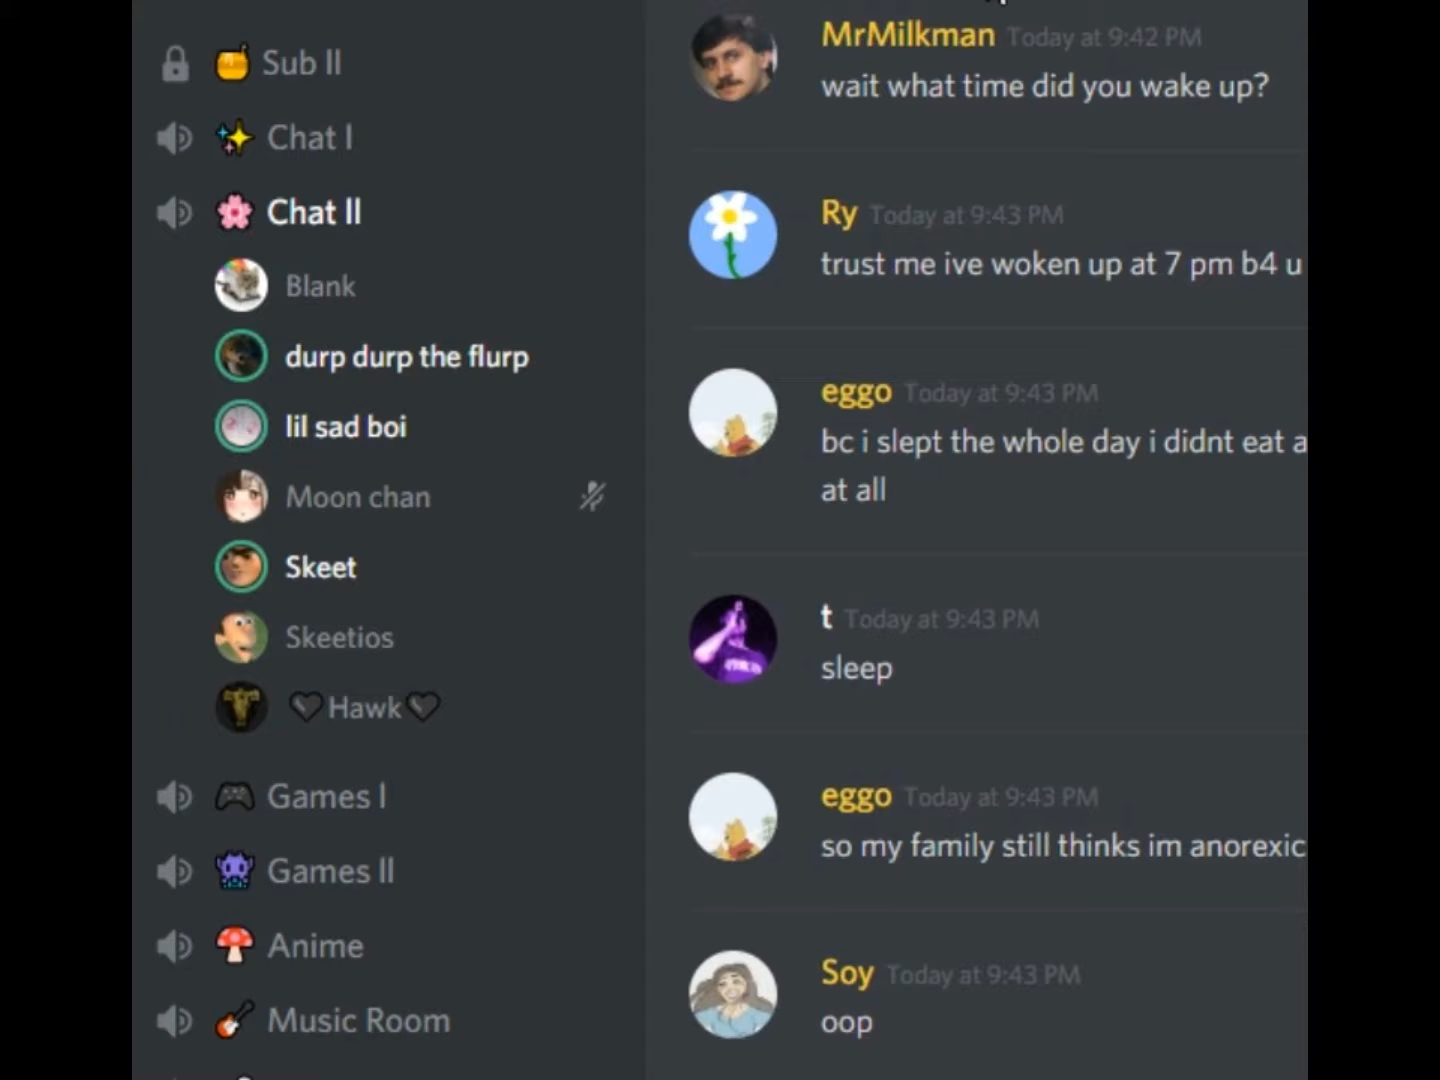 Sub II
Chat I
Chat II
Blank
durp durp the flurp
lil sad boi
Moon chan
Skeet
Skeetios
🖤Hawk🖤
Games I
Games II
Anime
Music Room
MrMilkman Today at 9:42 PM
wait what time did you wake up?
Ry Today at 9:43 PM
trust me ive woken up at 7 pm b4 u
eggo Today at 9:43 PM
bc i slept the whole day i didnt eat a
at all
t Today at 9:43 PM
sleep
eggo Today at 9:43 PM
so my family still thinks im anorexic
Soy Today at 9:43 PM
oop